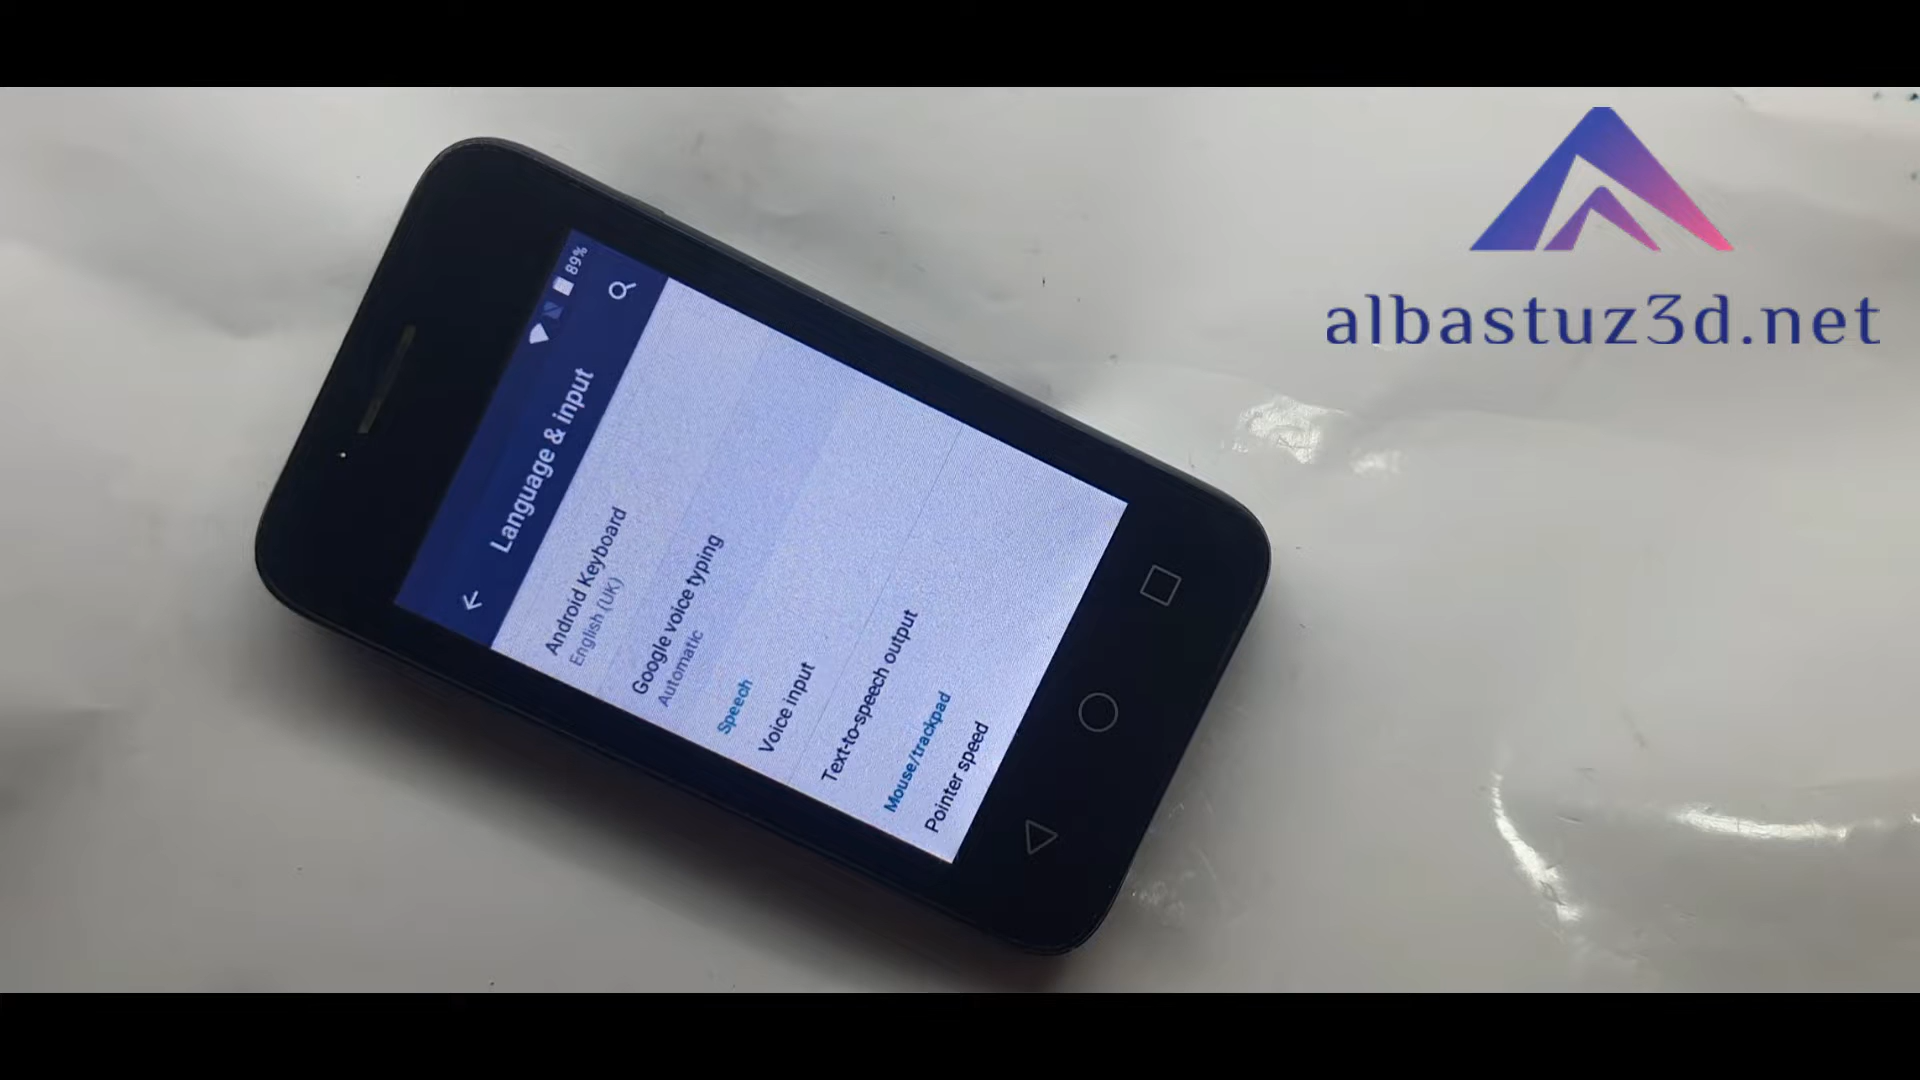 albastuz3d.net
89%
Language & input
Android Keyboard
English (UK)
Google voice typing
Automatic
Speech
Voice input
Text-to-speech output
Mouse/trackpad
Pointer speed